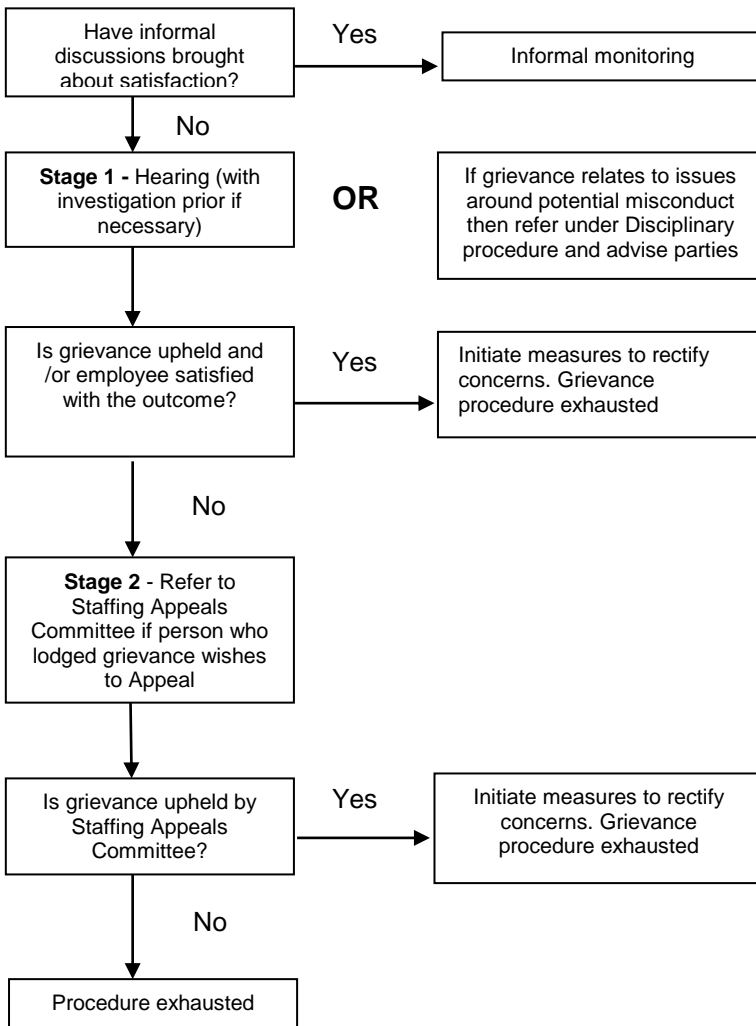 Have informal
discussions brought
about satisfaction?
Yes
Informal monitoring
No
Stage 1 - Hearing (with
investigation prior if
necessary)
OR
If grievance relates to issues
around potential misconduct
then refer under Disciplinary
procedure and advise parties
Is grievance upheld and
/or employee satisfied
with the outcome?
Yes
Initiate measures to rectify
concerns. Grievance
procedure exhausted
No
Stage 2 - Refer to
Staffing Appeals
Committee if person who
lodged grievance wishes
to Appeal
Is grievance upheld by
Staffing Appeals
Committee?
Yes
Initiate measures to rectify
concerns. Grievance
procedure exhausted
No
Procedure exhausted